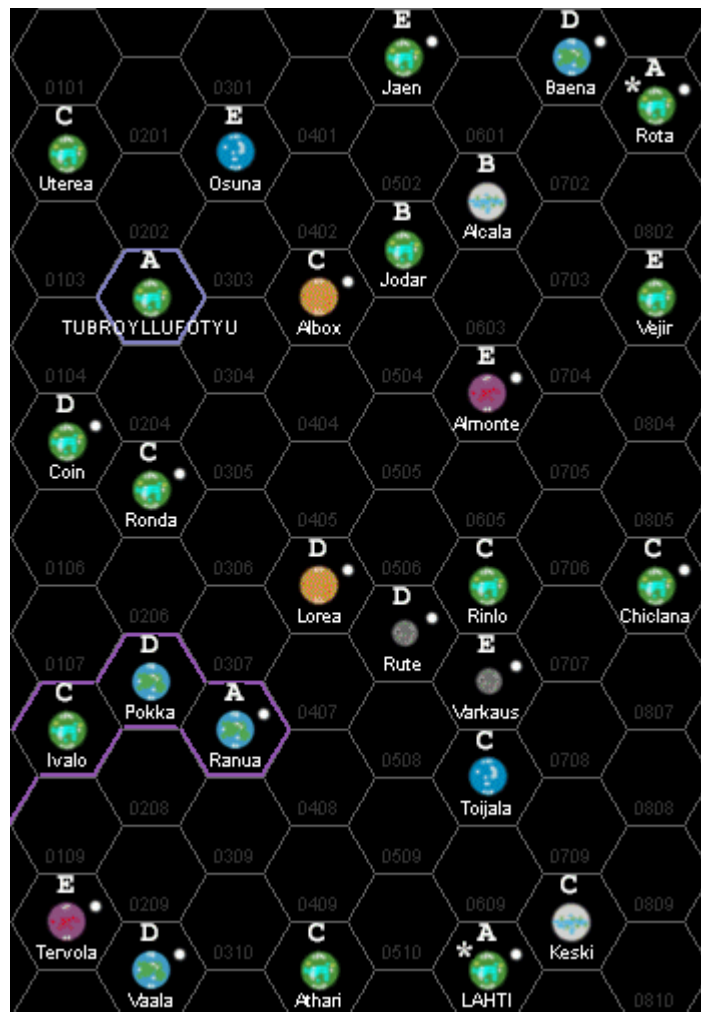 E D
A
0101 0301 Jaen Baena
* Rota
C E
0201 0401 0601
Uterea Osuna
B
0502 0702
Alcala
0202 B 0402 0802
A C Jodar E
0103 0303 0703
TUBROYLLUFOTYU Albox Vejir
0603
E
0104 0304 0504 0704
D
0204 0404 Almonte 0804
C
Coin 0305 0505 0705
Ronda 0405 0605 0805
D C C
0106 0306 0506 0706
D
Lorea Rinlo Chiclana
0206
D Rute E
0107 0307 0707
C Pokka A 0407 Varkaus 0807
C
Ivalo Ranua 0508 0708
0208 0408 Toijala 0808
0109 0309 0509 0709
E C
0209 0409 0609 0809
D C A
Tervola 0310 0510 * Keski
Vaala Athari LAHTI 0810